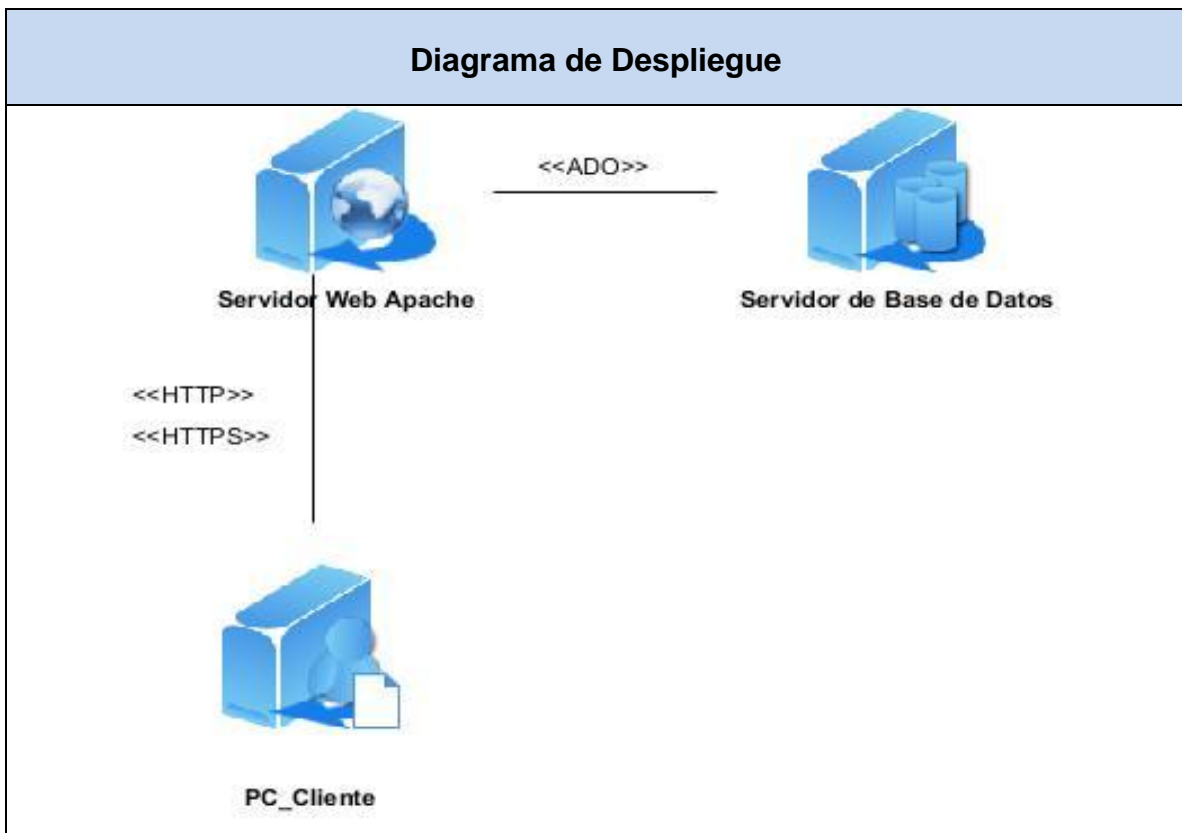 Diagrama de Despliegue
<<ADO>>
Servidor Web Apache
Servidor de Base de Datos
<<HTTP>>
<<HTTPS>>
PC_Cliente